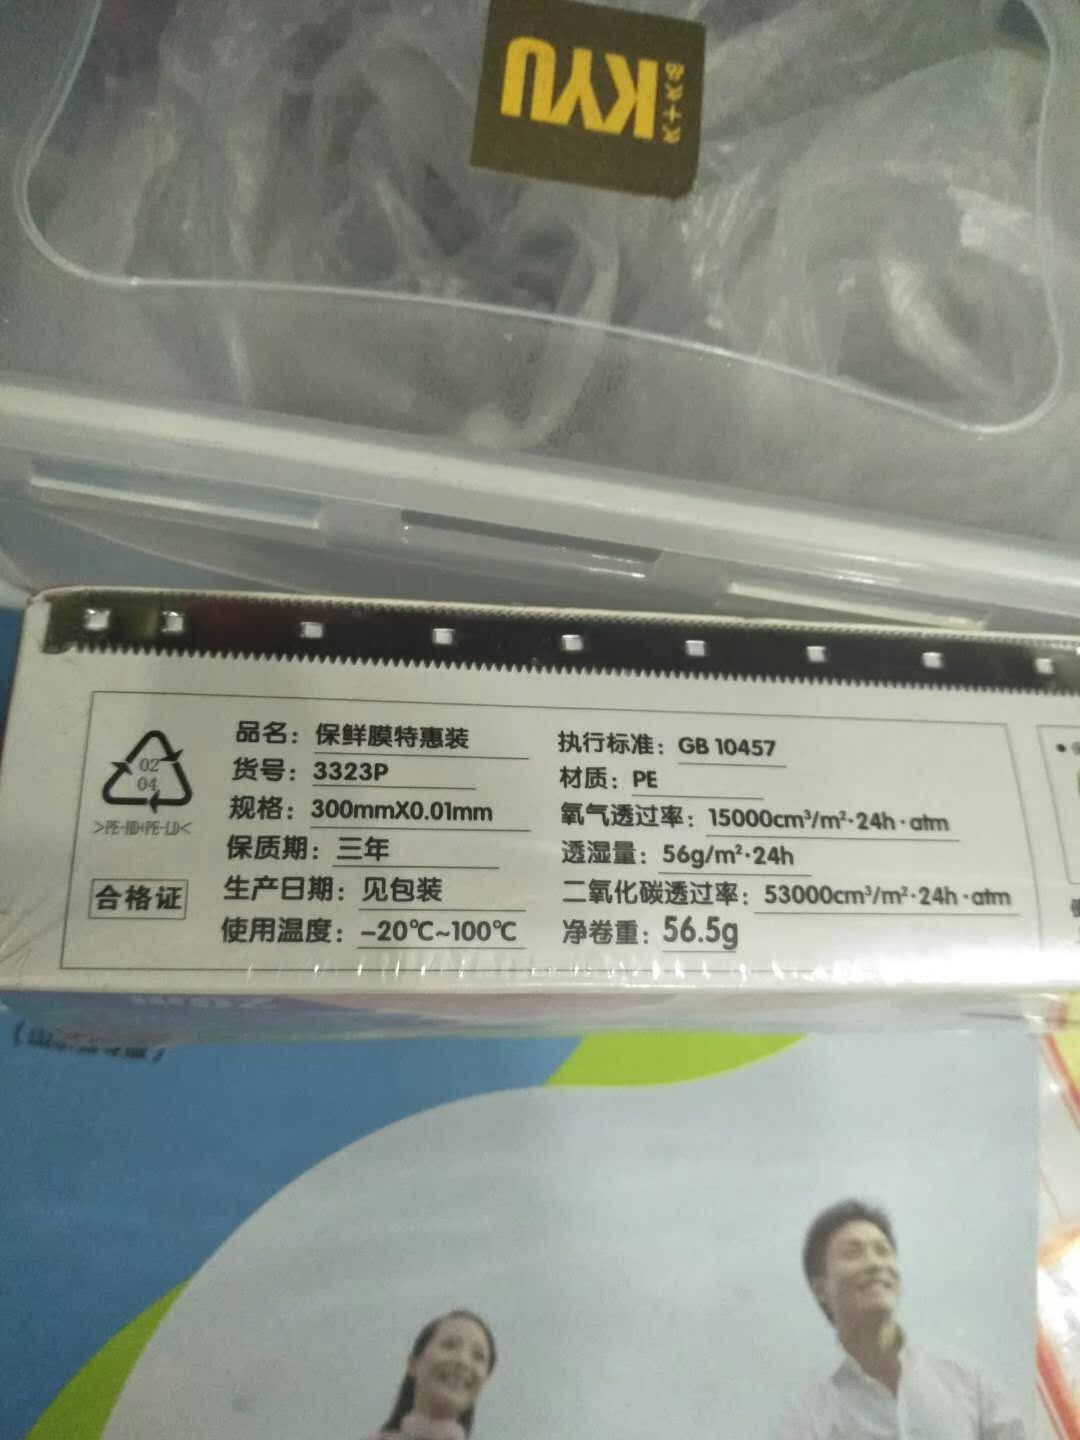 KYU
02
04
>PE-HD+PE-LD<
合格证
品名：保鲜膜特惠装
货号：3323P
规格：300mmX0.01mm
保质期：三年
生产日期：见包装
使用温度：-20℃~100℃
执行标准：GB 10457
材质：PE
氧气透过率：15000cm³/m²·24h·atm
透湿量：56g/m²·24h
二氧化碳透过率：53000cm³/m²·24h·atm
净卷重：56.5g